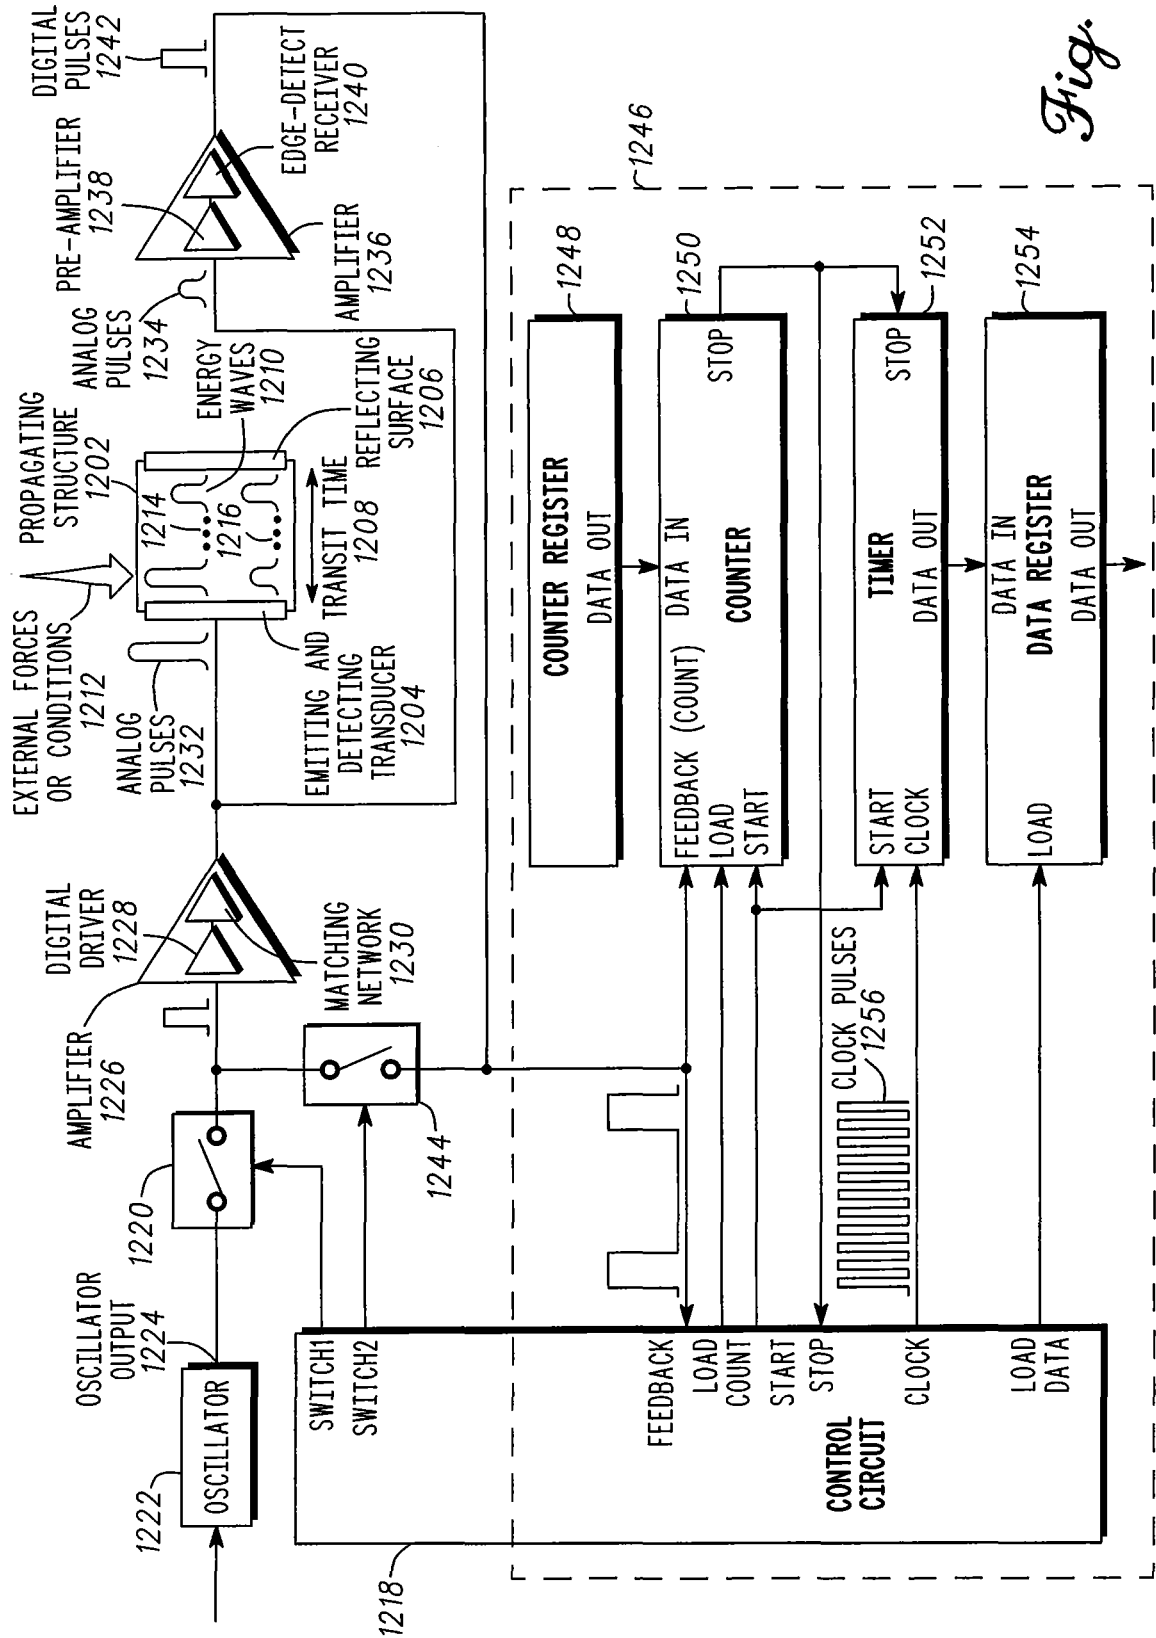 OSCILLATOR
1222
OSCILLATOR
OUTPUT
1224
1220
AMPLIFIER
1226
DIGITAL
DRIVER
1228
MATCHING
NETWORK
1230
1244
EXTERNAL FORCES
OR CONDITIONS
1212
ANALOG
PULSES
1232
EMITTING AND
DETECTING
TRANSDUCER
1204
PROPAGATING
STRUCTURE
1202
1214
1216
TRANSIT TIME
1208
ENERGY
WAVES
1210
REFLECTING
SURFACE
1206
ANALOG
PULSES
1234
PRE-AMPLIFIER
1238
AMPLIFIER
1236
EDGE-DETECT
RECEIVER
1240
DIGITAL
PULSES
1242
1218
SWITCH1
SWITCH2
FEEDBACK
LOAD
COUNT
START
STOP
CLOCK
LOAD
DATA
CONTROL
CIRCUIT
CLOCK PULSES
1256
1246
COUNTER REGISTER
DATA OUT
1248
FEEDBACK (COUNT)
LOAD
START
DATA IN
COUNTER
STOP
1250
START
CLOCK
TIMER
DATA OUT
STOP
1252
LOAD
DATA IN
DATA REGISTER
DATA OUT
1254
Fig.